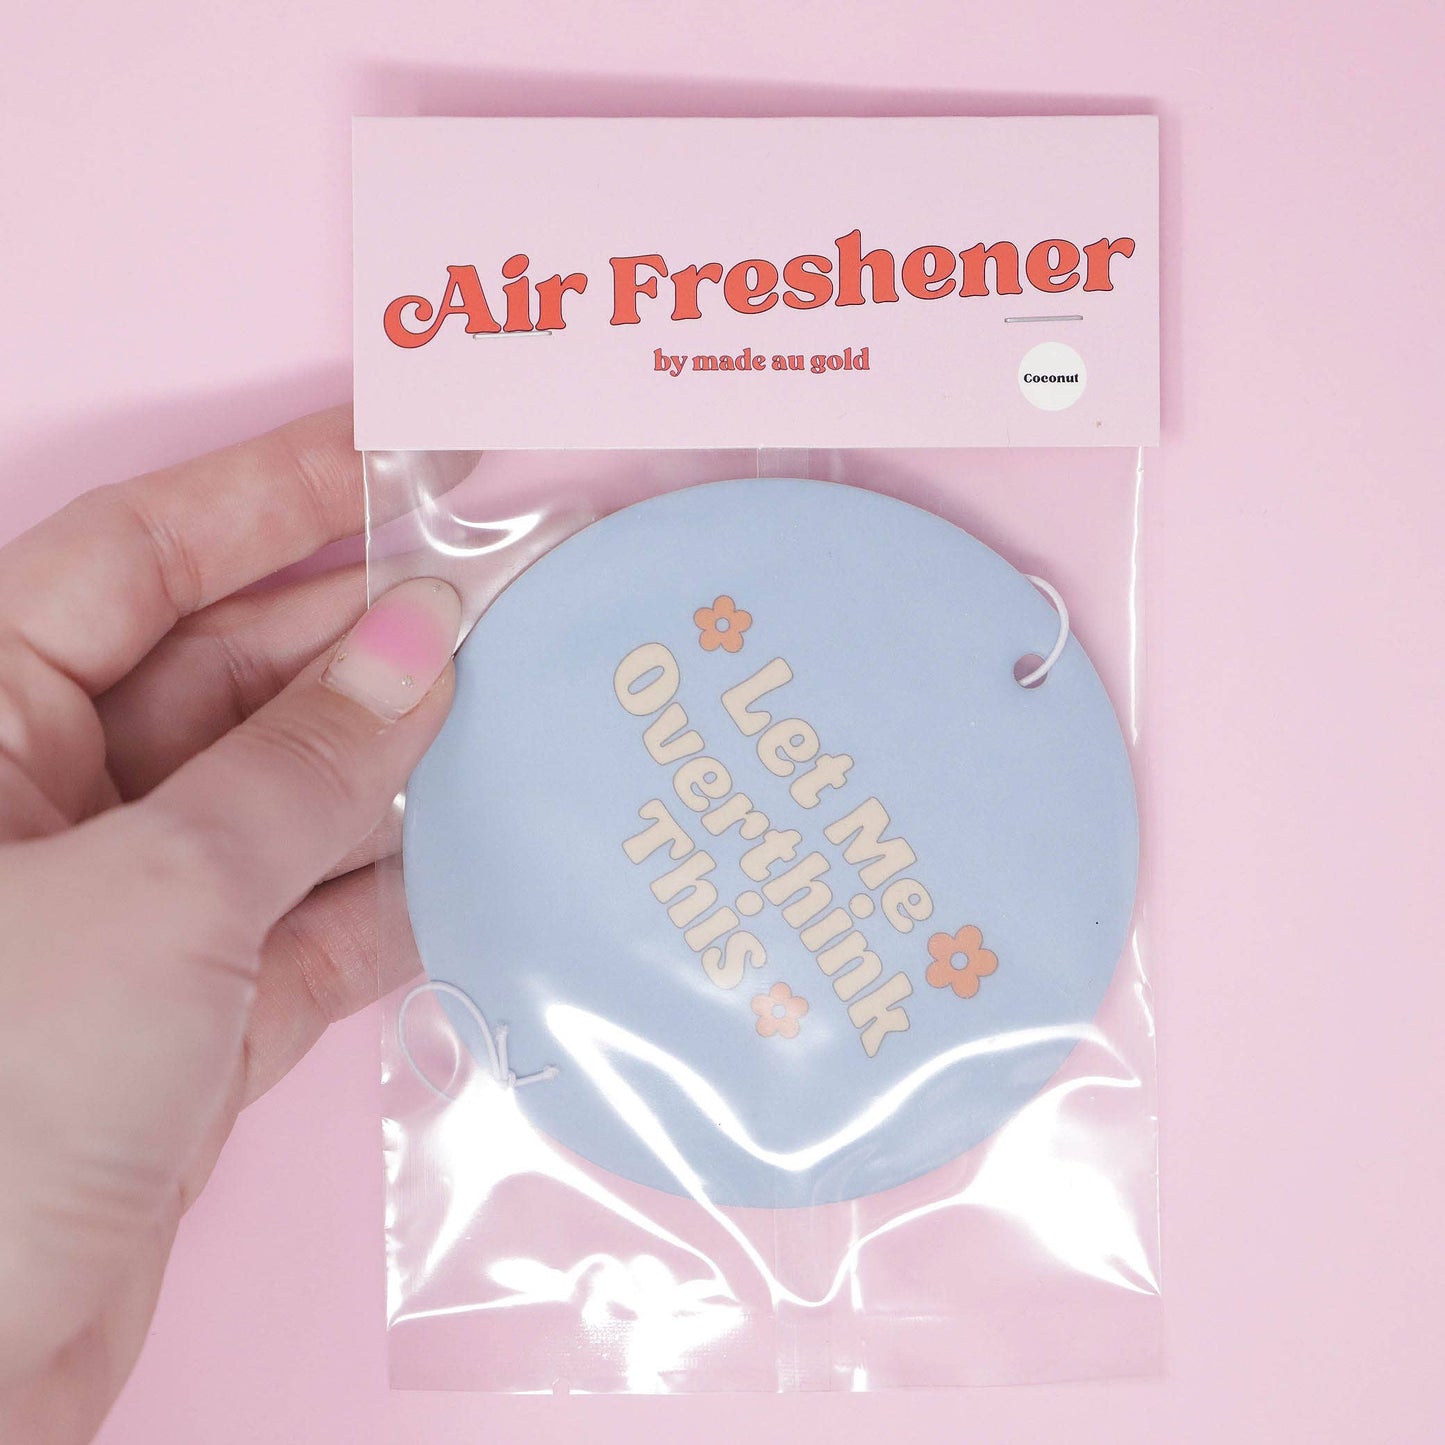 Air Freshener
by made au gold
Coconut
Let Me
Overthink
This